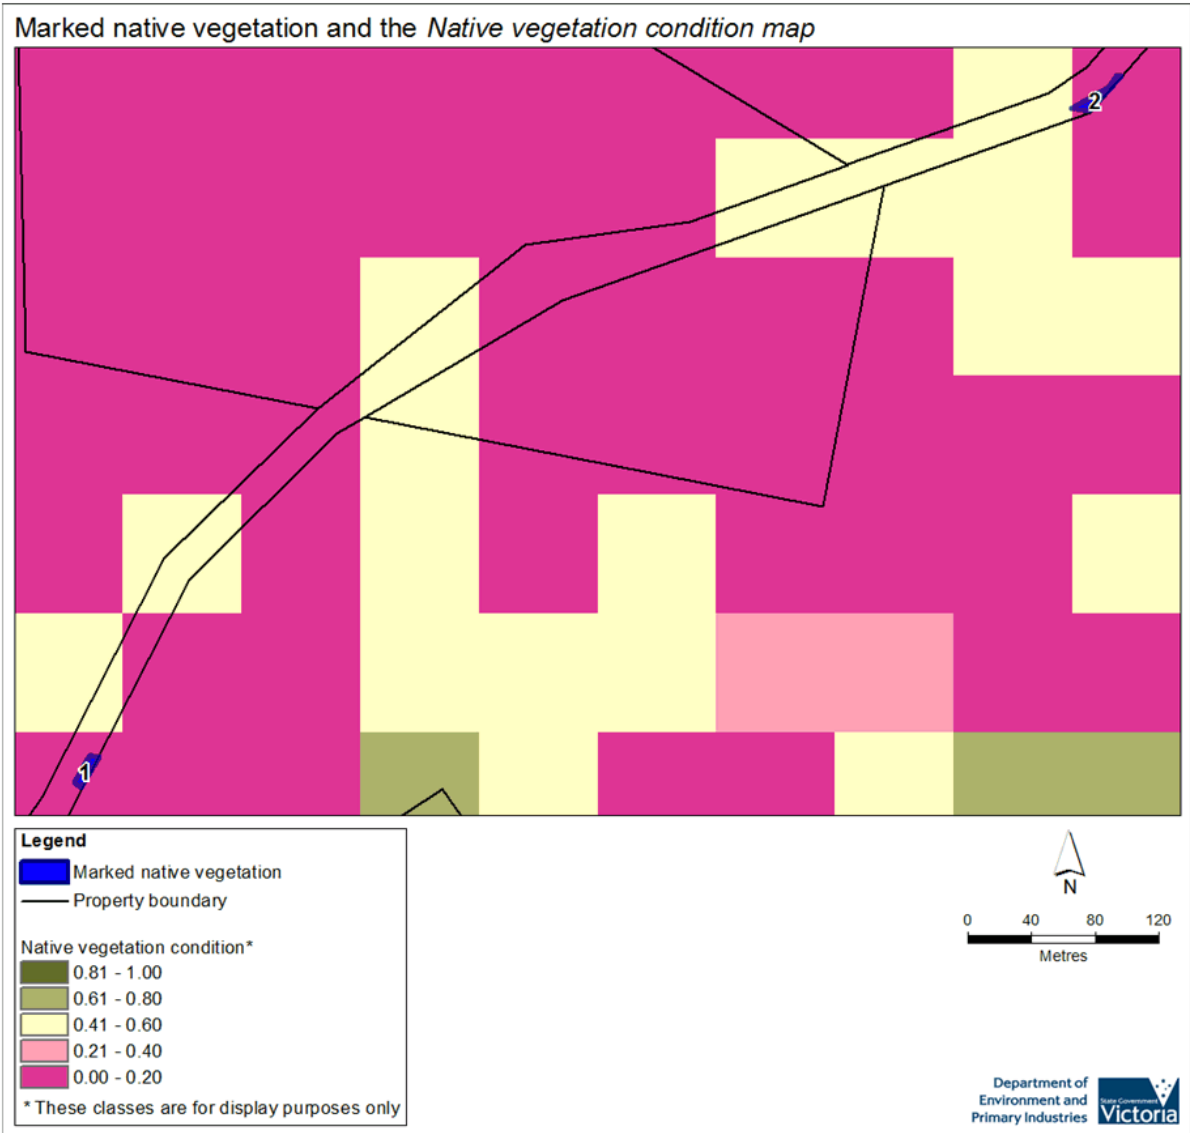 Marked native vegetation and the Native vegetation condition map
2
1
Legend
Marked native vegetation
Property boundary
Native vegetation condition*
0.81 - 1.00
0.61 - 0.80
0.41 - 0.60
0.21 - 0.40
0.00 - 0.20
* These classes are for display purposes only
N
0 40 80 120
Metres
Department of
Environment and
Primary Industries
State Government
Victoria